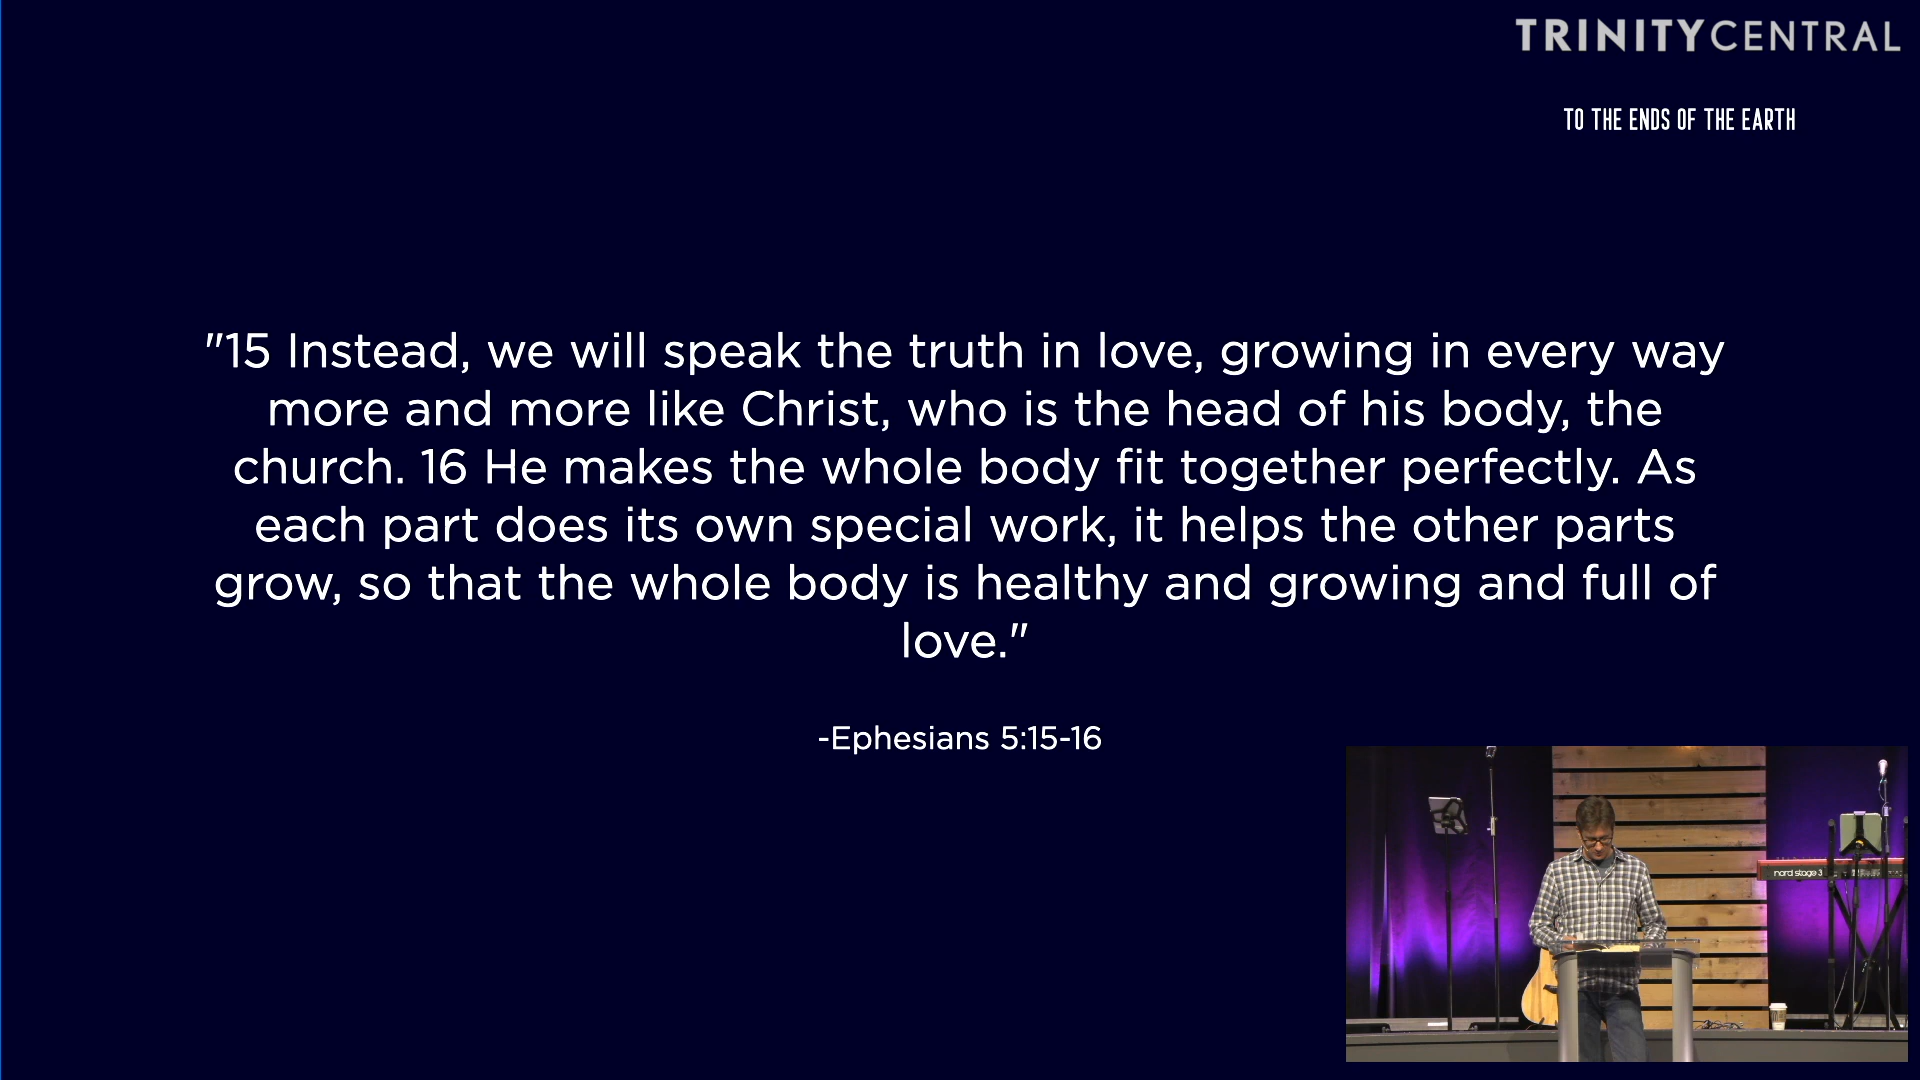 TRINITYCENTRAL
TO THE ENDS OF THE EARTH
"15 Instead, we will speak the truth in love, growing in every way
more and more like Christ, who is the head of his body, the
church. 16 He makes the whole body fit together perfectly. As
each part does its own special work, it helps the other parts
grow, so that the whole body is healthy and growing and full of
love."
-Ephesians 5:15-16
nord stage 3